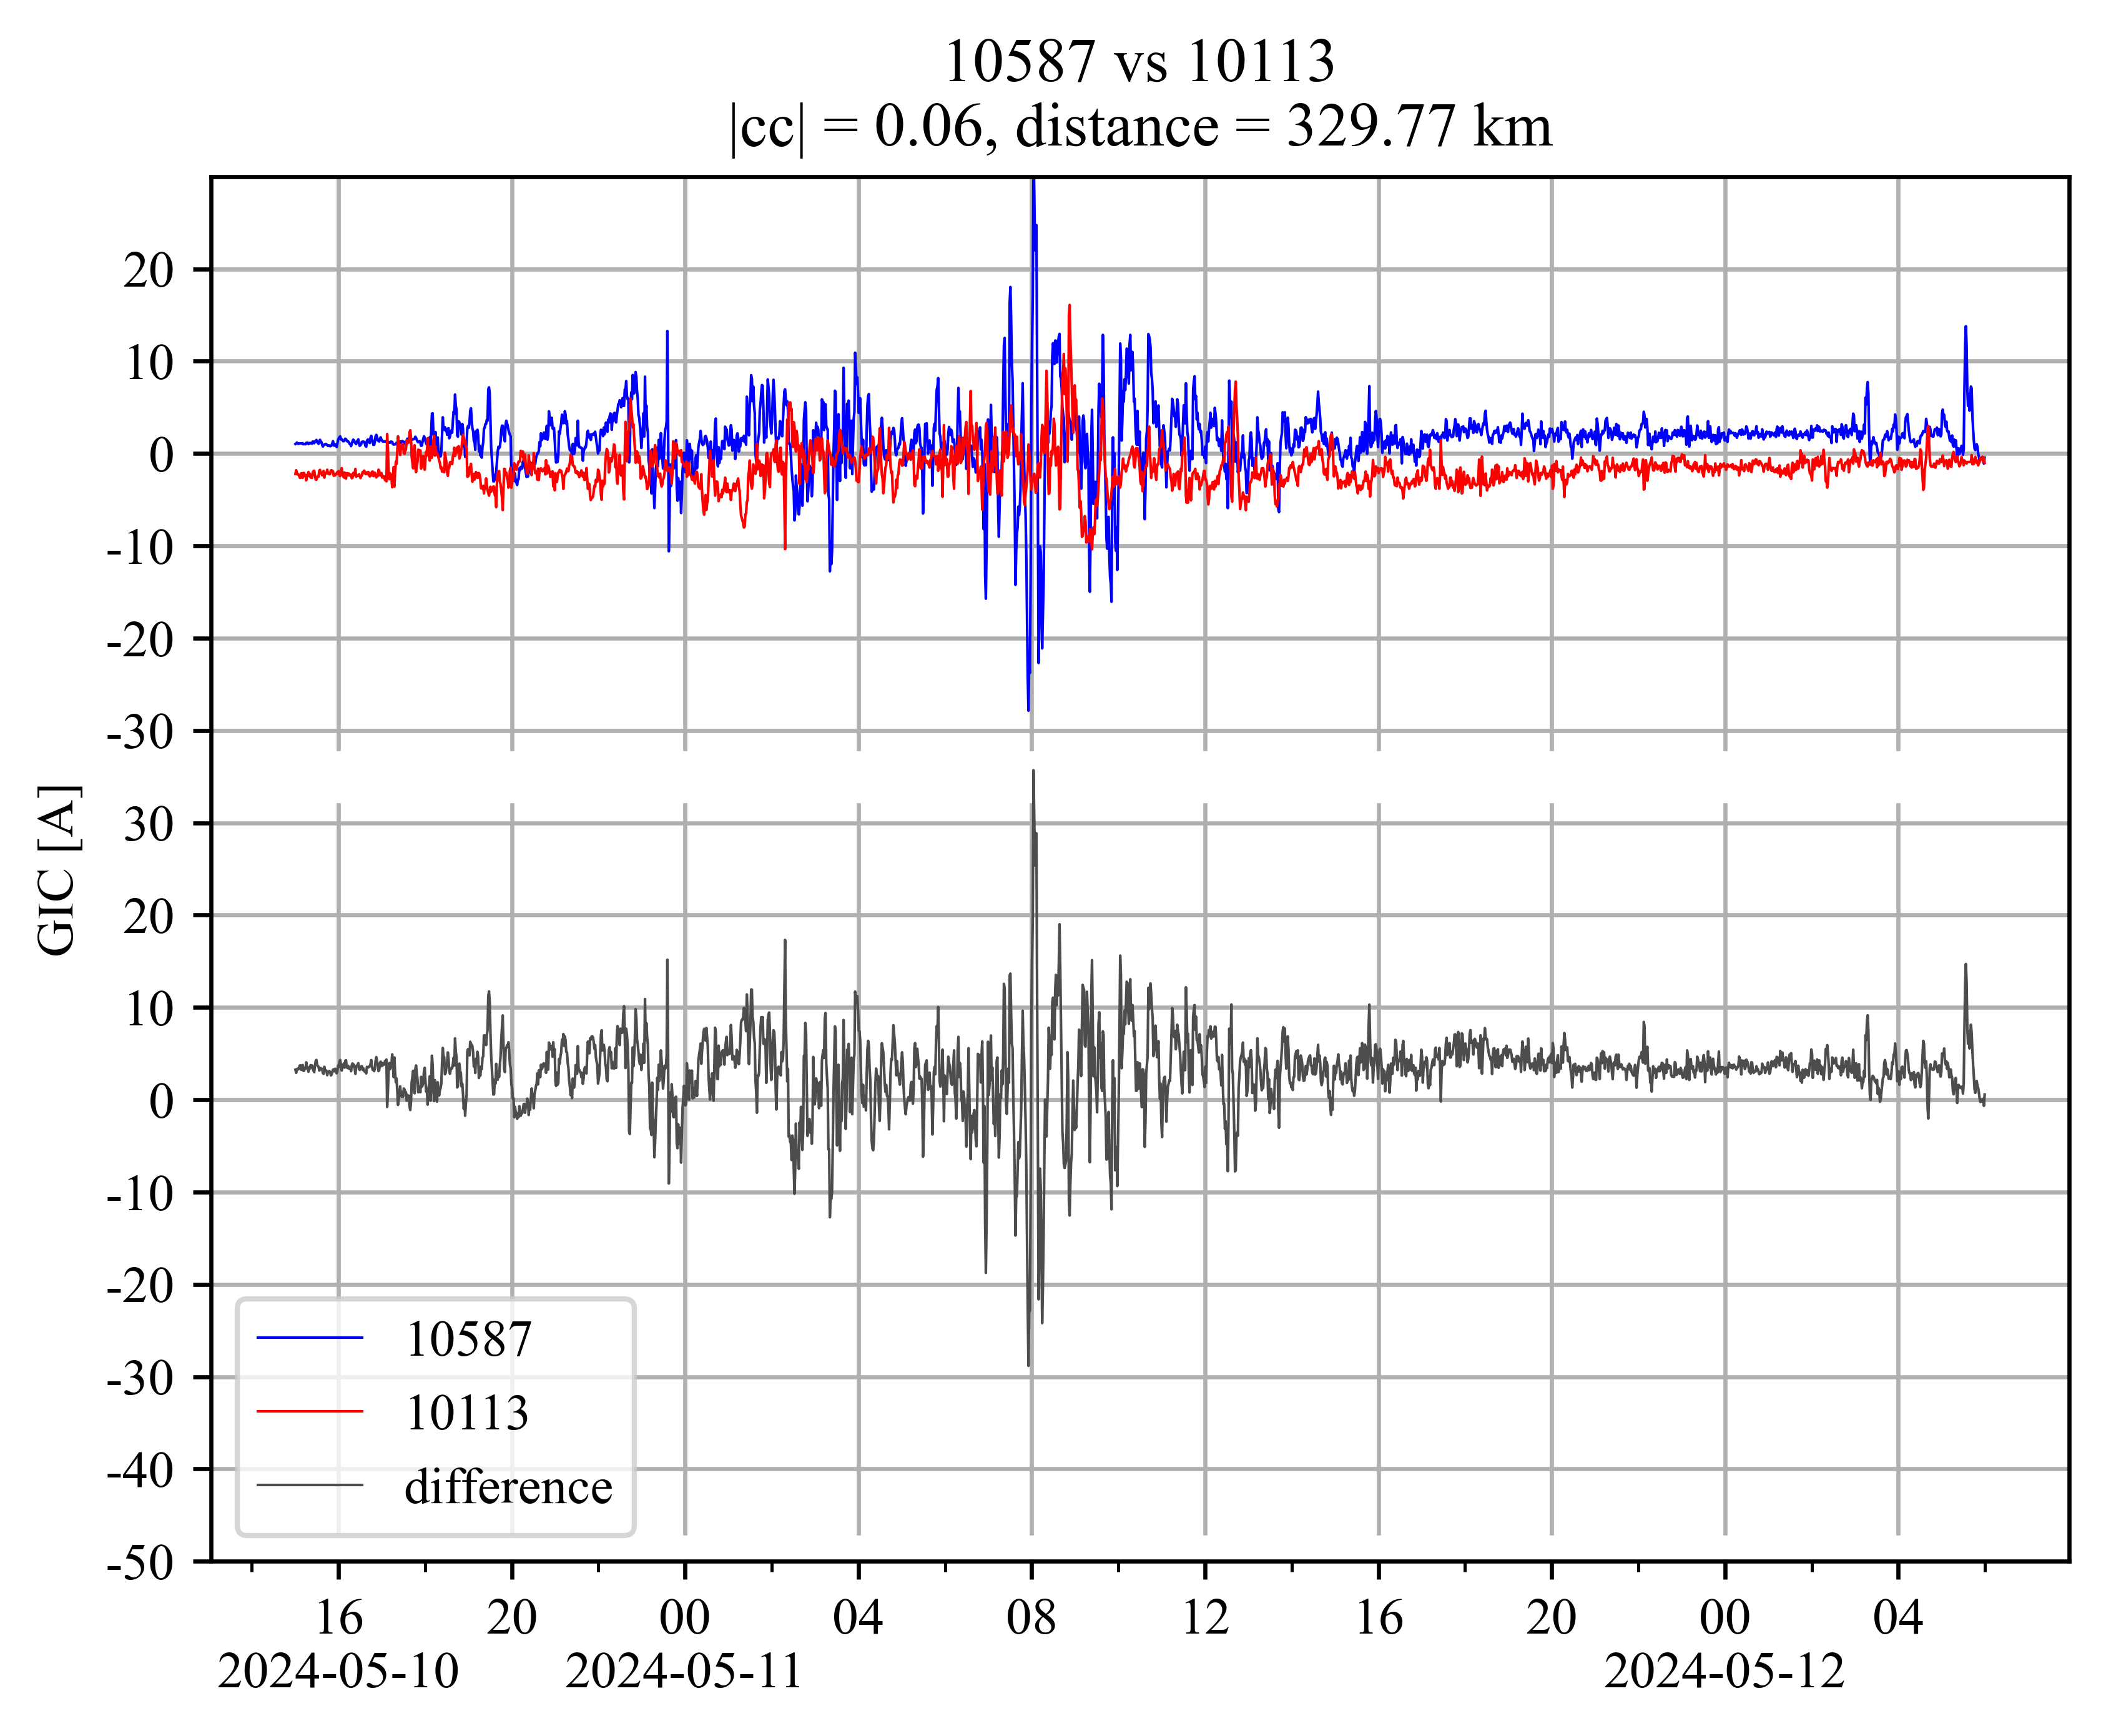 10587 vs 10113
|cc| = 0.06, distance = 329.77 km
20
10
0
-10
-20
-30
30
20
10
0
-10
-20
-30
-40
-50
GIC [A]
10587
10113
difference
16 20 00 04 08 12 16 20 00 04
2024-05-10 2024-05-11 2024-05-12